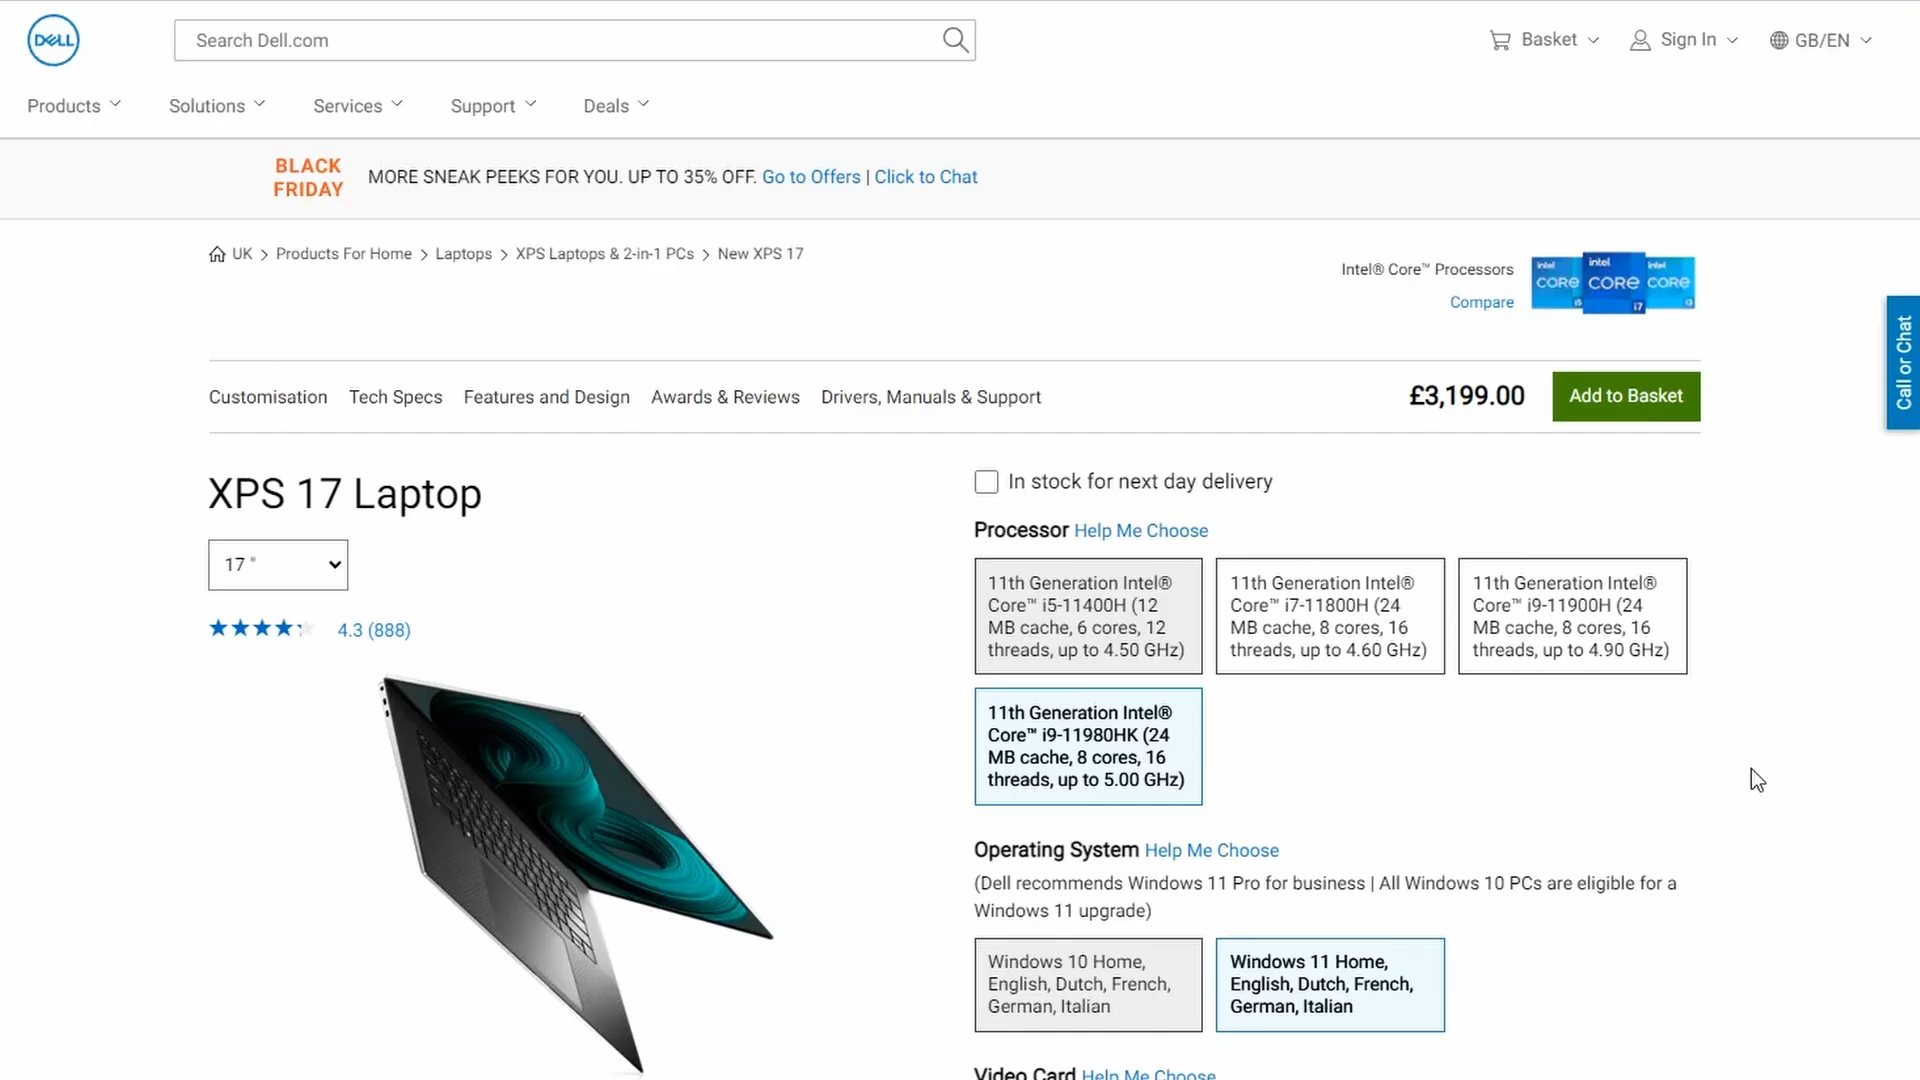 DELL
Search Dell.com
Basket
Sign In
GB/EN
Products
Solutions
Services
Support
Deals
BLACK
FRIDAY
MORE SNEAK PEEKS FOR YOU. UP TO 35% OFF. Go to Offers | Click to Chat
UK > Products For Home > Laptops > XPS Laptops & 2-in-1 PCs > New XPS 17
Intel® Core™ Processors
Compare
intel
CORE
i5
intel
CORE
i7
intel
CORE
i3
Call or Chat
Customisation
Tech Specs
Features and Design
Awards & Reviews
Drivers, Manuals & Support
£3,199.00
Add to Basket
XPS 17 Laptop
17 "
4.3 (888)
In stock for next day delivery
Processor Help Me Choose
11th Generation Intel®
Core™ i5-11400H (12
MB cache, 6 cores, 12
threads, up to 4.50 GHz)
11th Generation Intel®
Core™ i7-11800H (24
MB cache, 8 cores, 16
threads, up to 4.60 GHz)
11th Generation Intel®
Core™ i9-11900H (24
MB cache, 8 cores, 16
threads, up to 4.90 GHz)
11th Generation Intel®
Core™ i9-11980HK (24
MB cache, 8 cores, 16
threads, up to 5.00 GHz)
Operating System Help Me Choose
(Dell recommends Windows 11 Pro for business | All Windows 10 PCs are eligible for a
Windows 11 upgrade)
Windows 10 Home,
English, Dutch, French,
German, Italian
Windows 11 Home,
English, Dutch, French,
German, Italian
Video Card Help Me Choose